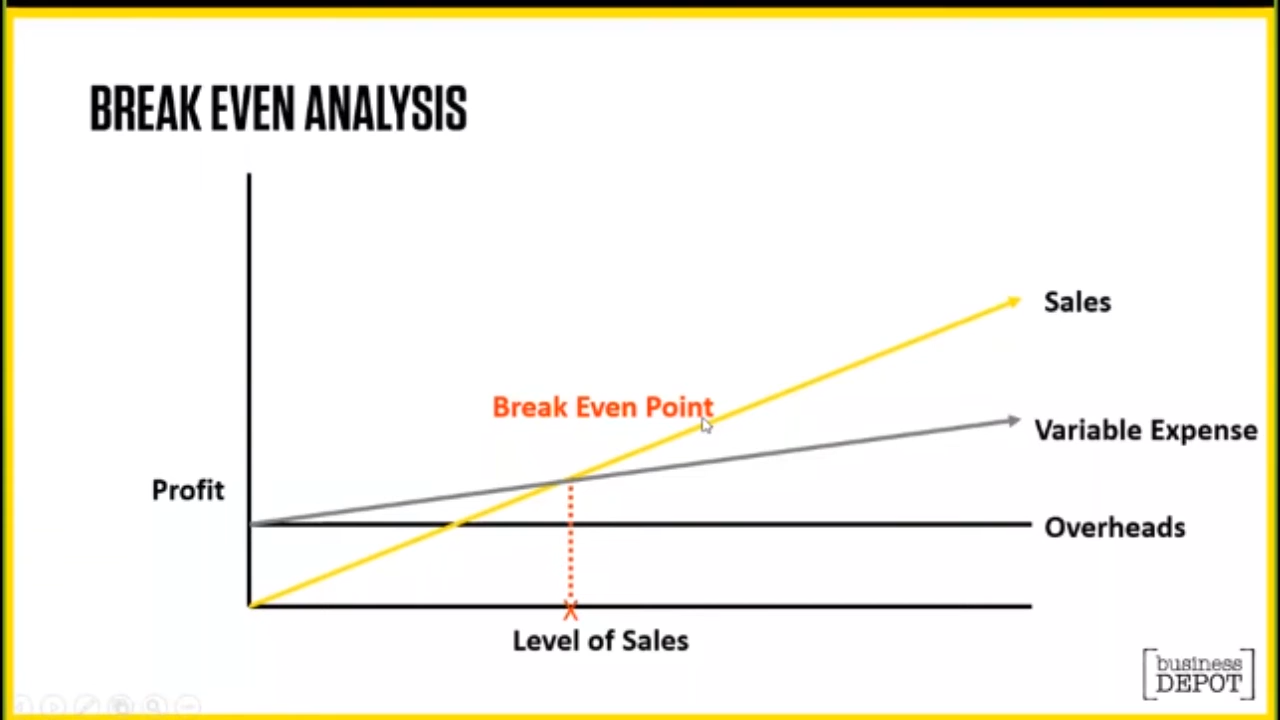 BREAK EVEN ANALYSIS
Sales
Break Even Point
Variable Expense
Profit
Overheads
X
Level of Sales
business
DEPOT